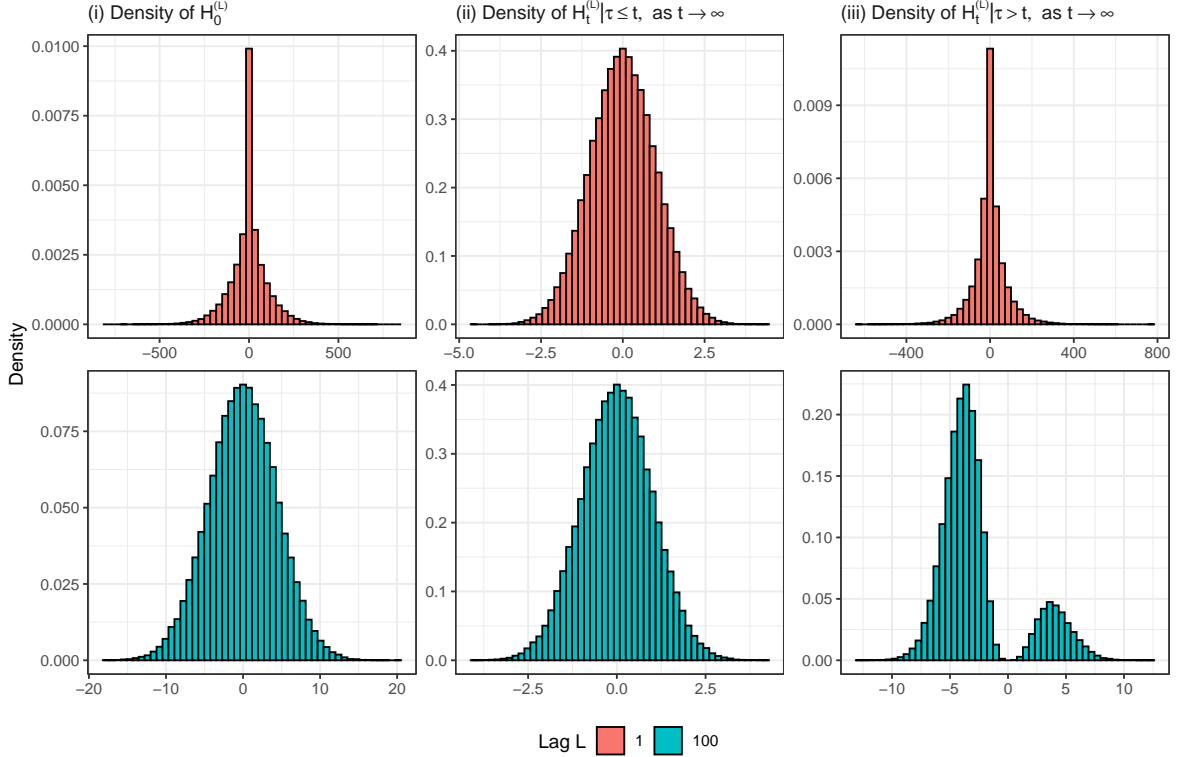 (i) Density of H₀⁽ᴸ⁾
(ii) Density of Hₜ⁽ᴸ⁾|τ ≤ t, as t → ∞
(iii) Density of Hₜ⁽ᴸ⁾|τ > t, as t → ∞
Density
0.0100
0.0075
0.0050
0.0025
0.0000
−500 0 500
0.4
0.3
0.2
0.1
0.0
−5.0 −2.5 0.0 2.5
0.009
0.006
0.003
0.000
−400 0 400 800
0.075
0.050
0.025
0.000
−20 −10 0 10 20
0.4
0.3
0.2
0.1
0.0
−2.5 0.0 2.5
0.20
0.15
0.10
0.05
0.00
−10 −5 0 5 10
Lag L 1 100